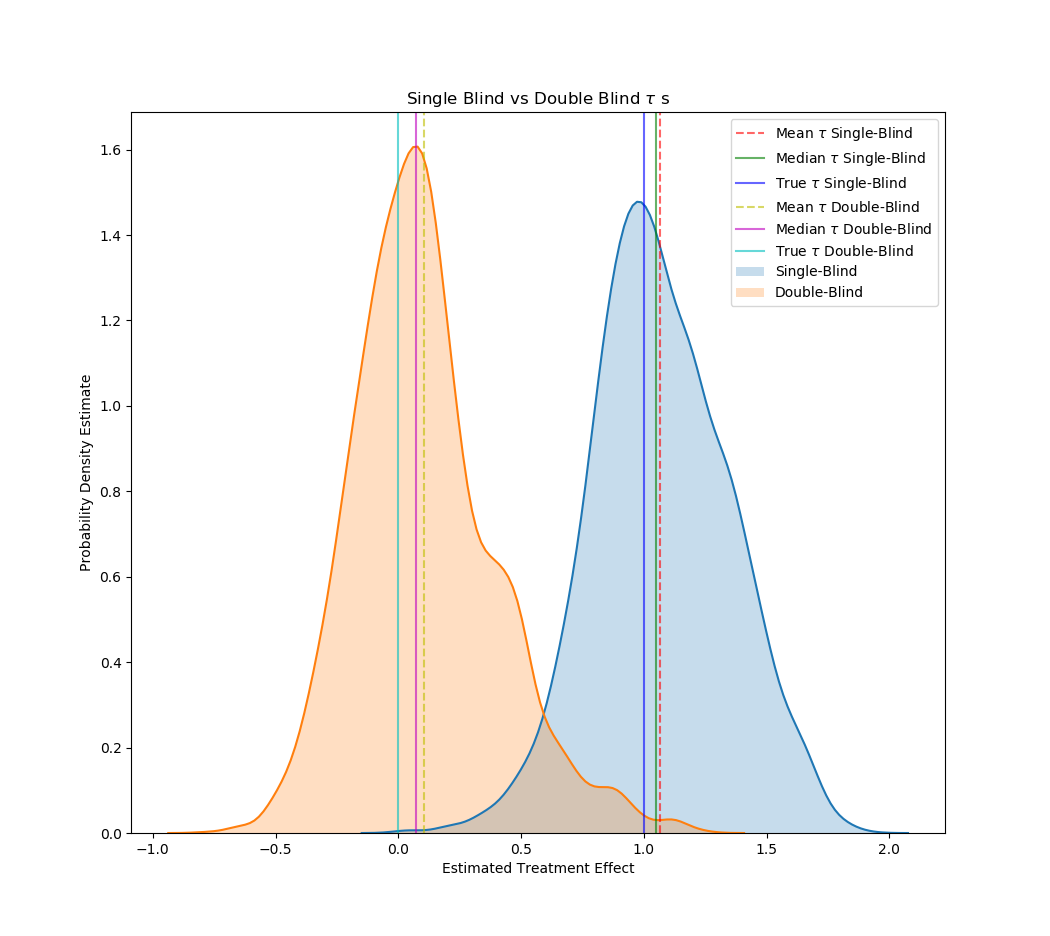 Single Blind vs Double Blind τ s
Mean τ Single-Blind
Median τ Single-Blind
True τ Single-Blind
Mean τ Double-Blind
Median τ Double-Blind
True τ Double-Blind
Single-Blind
Double-Blind
Probability Density Estimate
1.6
1.4
1.2
1.0
0.8
0.6
0.4
0.2
0.0
−1.0 −0.5 0.0 0.5 1.0 1.5 2.0
Estimated Treatment Effect